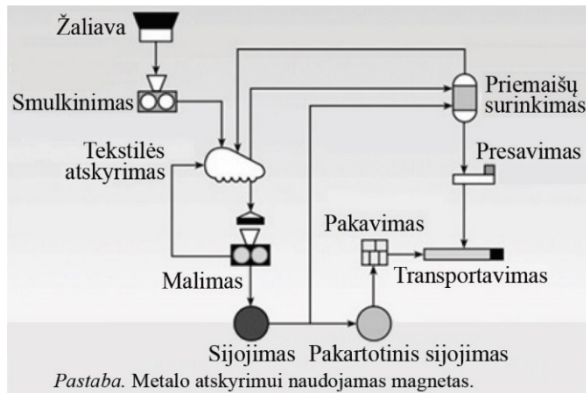 Žaliava
Smulkinimas
Priemaišų
surinkimas
Tekstilės
atskyrimas
Presavimas
Pakavimas
Malimas
Transportavimas
Sijojimas
Pakartotinis sijojimas
Pastaba. Metalo atskyrimui naudojamas magnetas.